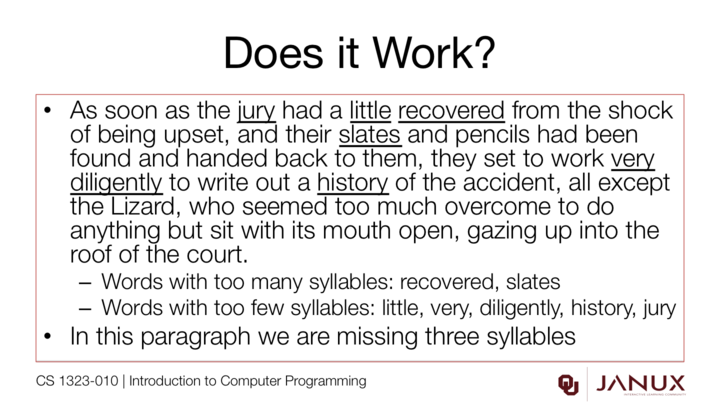 Does it Work?
• As soon as the jury had a little recovered from the shock
of being upset, and their slates and pencils had been
found and handed back to them, they set to work very
diligently to write out a history of the accident, all except
the Lizard, who seemed too much overcome to do
anything but sit with its mouth open, gazing up into the
roof of the court.
– Words with too many syllables: recovered, slates
– Words with too few syllables: little, very, diligently, history, jury
• In this paragraph we are missing three syllables
CS 1323-010 | Introduction to Computer Programming
JANUX
INTERACTIVE LEARNING COMMUNITY